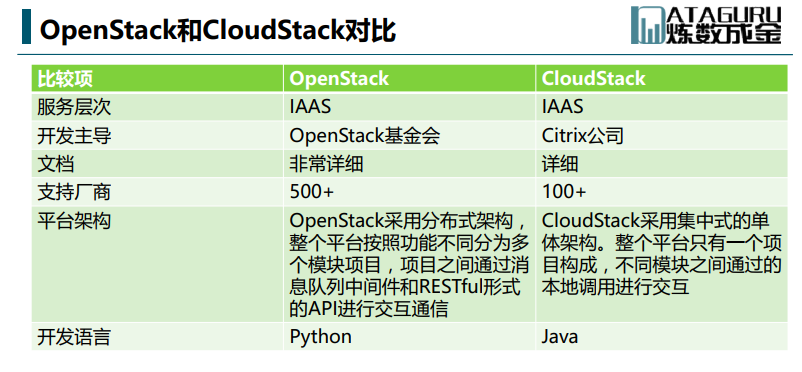 OpenStack和CloudStack对比
DATAGURU
炼数成金
比较项 OpenStack CloudStack
服务层次 IAAS IAAS
开发主导 OpenStack基金会 Citrix公司
文档 非常详细 详细
支持厂商 500+ 100+
平台架构 OpenStack采用分布式架构， CloudStack采用集中式的单
整个平台按照功能不同分为多 体架构。整个平台只有一个项
个模块项目，项目之间通过消 目构成，不同模块之间通过的
息队列中间件和RESTful形式 本地调用进行交互
的API进行交互通信
开发语言 Python Java